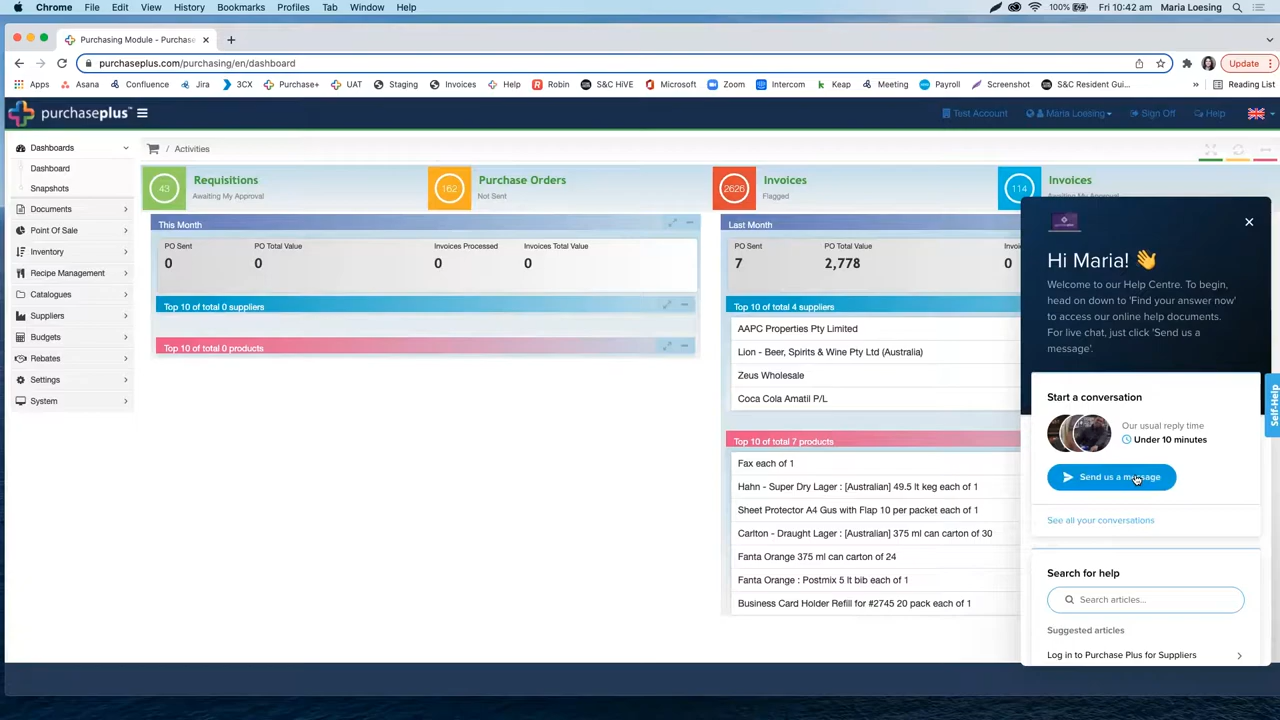 Chrome File Edit View History Bookmarks Profiles Tab Window Help 100% Fri 10:42 am Maria Loesing
Purchasing Module - Purchase
purchaseplus.com/purchasing/en/dashboard Update
Apps Asana Confluence Jira 3CX Purchase+ UAT Staging Invoices Help Robin S&C HiVE Microsoft Zoom Intercom Keap Meeting Payroll Screenshot S&C Resident Gui... » Reading List
purchaseplus™ Test Account Maria Loesing Sign Off Help
Dashboards
Dashboard
Snapshots
Documents
Point Of Sale
Inventory
Recipe Management
Catalogues
Suppliers
Budgets
Rebates
Settings
System
/ Activities
43 Requisitions
Awaiting My Approval
162 Purchase Orders
Not Sent
2626 Invoices
Flagged
114 Invoices
Awaiting My Approval
This Month
PO Sent PO Total Value Invoices Processed Invoices Total Value
0 0 0 0
Top 10 of total 0 suppliers
Top 10 of total 0 products
Last Month
PO Sent PO Total Value Invoi
7 2,778 0
Top 10 of total 4 suppliers
AAPC Properties Pty Limited
Lion - Beer, Spirits & Wine Pty Ltd (Australia)
Zeus Wholesale
Coca Cola Amatil P/L
Top 10 of total 7 products
Fax each of 1
Hahn - Super Dry Lager : [Australian] 49.5 lt keg each of 1
Sheet Protector A4 Gus with Flap 10 per packet each of 1
Carlton - Draught Lager : [Australian] 375 ml can carton of 30
Fanta Orange 375 ml can carton of 24
Fanta Orange : Postmix 5 lt bib each of 1
Business Card Holder Refill for #2745 20 pack each of 1
Hi Maria! 👋
Welcome to our Help Centre. To begin,
head on down to 'Find your answer now'
to access our online help documents.
For live chat, just click 'Send us a
message'.
Start a conversation
Our usual reply time
Under 10 minutes
Send us a message
See all your conversations
Search for help
Search articles...
Suggested articles
Log in to Purchase Plus for Suppliers
Self-Help